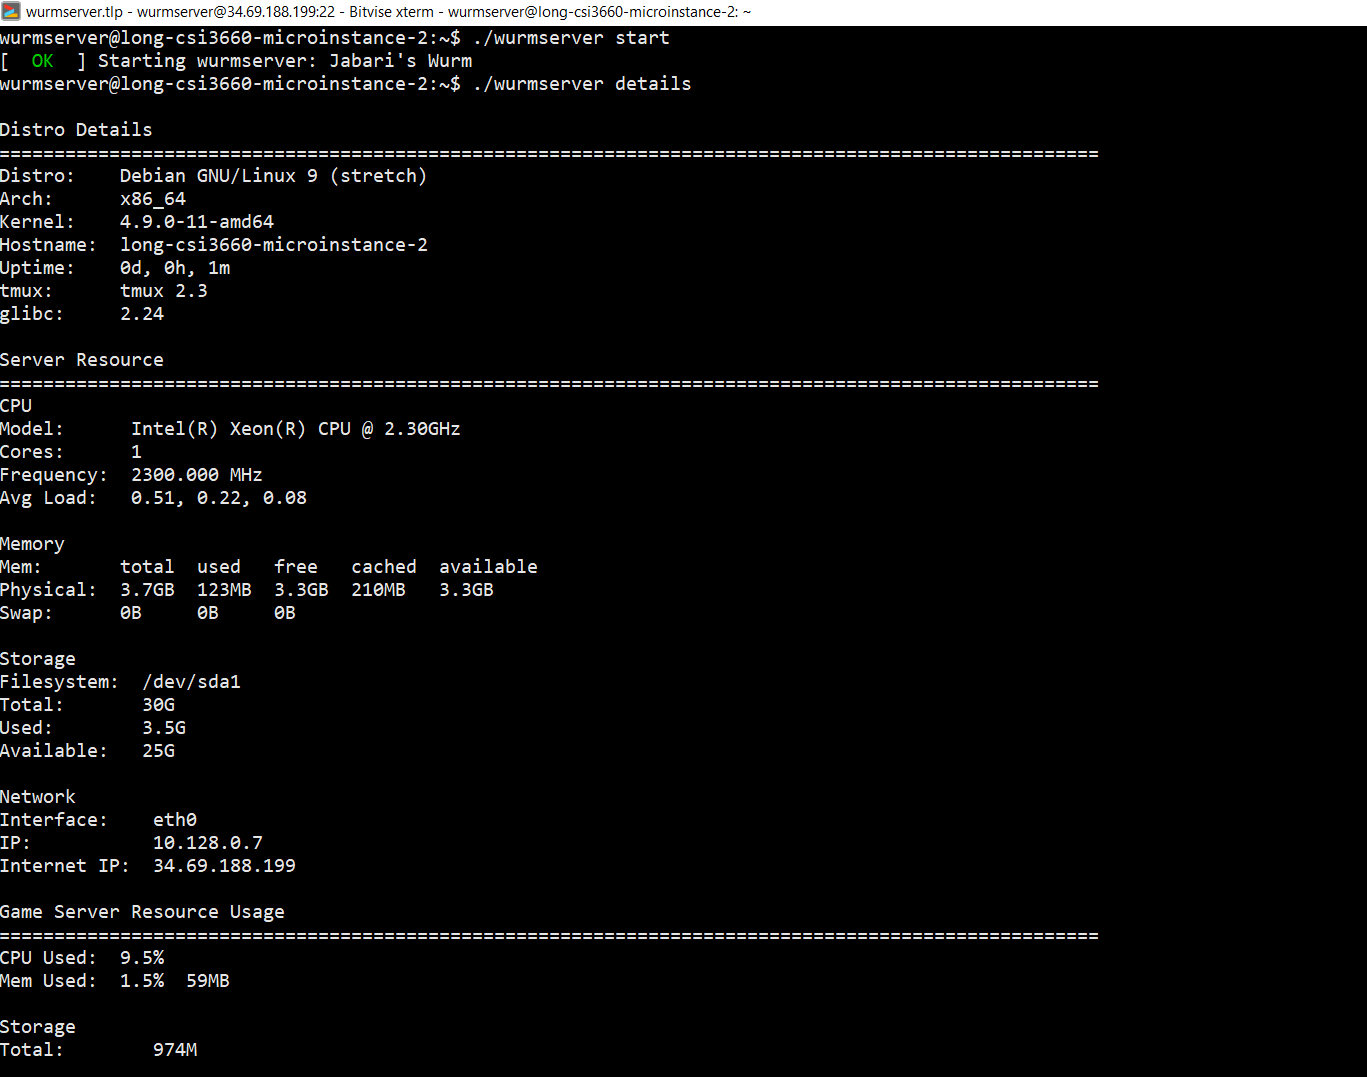 wurmserver.tlp - wurmserver@34.69.188.199:22 - Bitvise xterm - wurmserver@long-csi3660-microinstance-2: ~
wurmserver@long-csi3660-microinstance-2:~$ ./wurmserver start
[  OK  ] Starting wurmserver: Jabari's Wurm
wurmserver@long-csi3660-microinstance-2:~$ ./wurmserver details
Distro Details
====================================================================================================
Distro:    Debian GNU/Linux 9 (stretch)
Arch:      x86_64
Kernel:    4.9.0-11-amd64
Hostname:  long-csi3660-microinstance-2
Uptime:    0d, 0h, 1m
tmux:      tmux 2.3
glibc:     2.24
Server Resource
====================================================================================================
CPU
Model:      Intel(R) Xeon(R) CPU @ 2.30GHz
Cores:      1
Frequency:  2300.000 MHz
Avg Load:   0.51, 0.22, 0.08
Memory
Mem:       total  used   free   cached  available
Physical:  3.7GB  123MB  3.3GB  210MB   3.3GB
Swap:      0B     0B     0B
Storage
Filesystem:  /dev/sda1
Total:       30G
Used:        3.5G
Available:   25G
Network
Interface:    eth0
IP:           10.128.0.7
Internet IP:  34.69.188.199
Game Server Resource Usage
====================================================================================================
CPU Used:  9.5%
Mem Used:  1.5%  59MB
Storage
Total:        974M